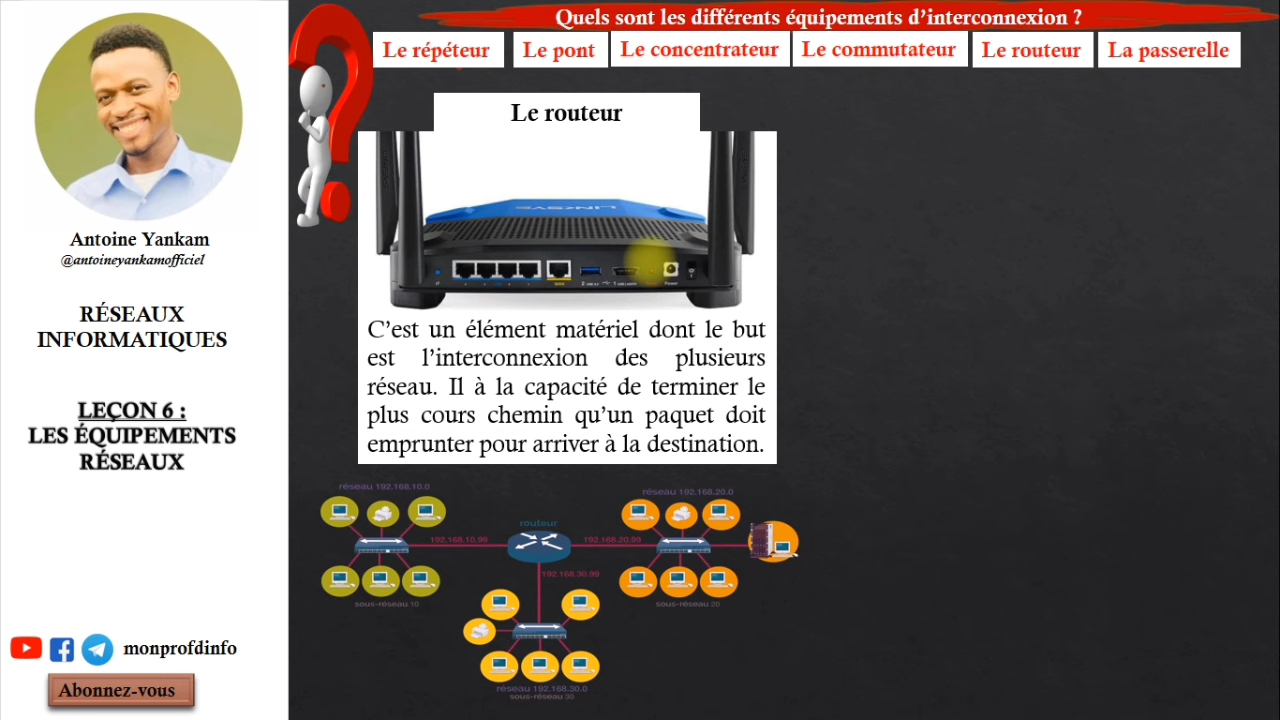 Quels sont les différents équipements d'interconnexion ?
Le répéteur
Le pont
Le concentrateur
Le commutateur
Le routeur
La passerelle
Antoine Yankam
@antoineyankamofficiel
RÉSEAUX
INFORMATIQUES
LEÇON 6 :
LES ÉQUIPEMENTS
RÉSEAUX
monprofdinfo
Abonnez-vous
Le routeur
LINKSYS
Power
C'est un élément matériel dont le but
est l'interconnexion des plusieurs
réseau. Il à la capacité de terminer le
plus cours chemin qu'un paquet doit
emprunter pour arriver à la destination.
réseau 192.168.10.0
192.168.10.99
sous-réseau 10
routeur
réseau 192.168.20.0
192.168.20.99
sous-réseau 20
192.168.30.99
réseau 192.168.30.0
sous-réseau 30